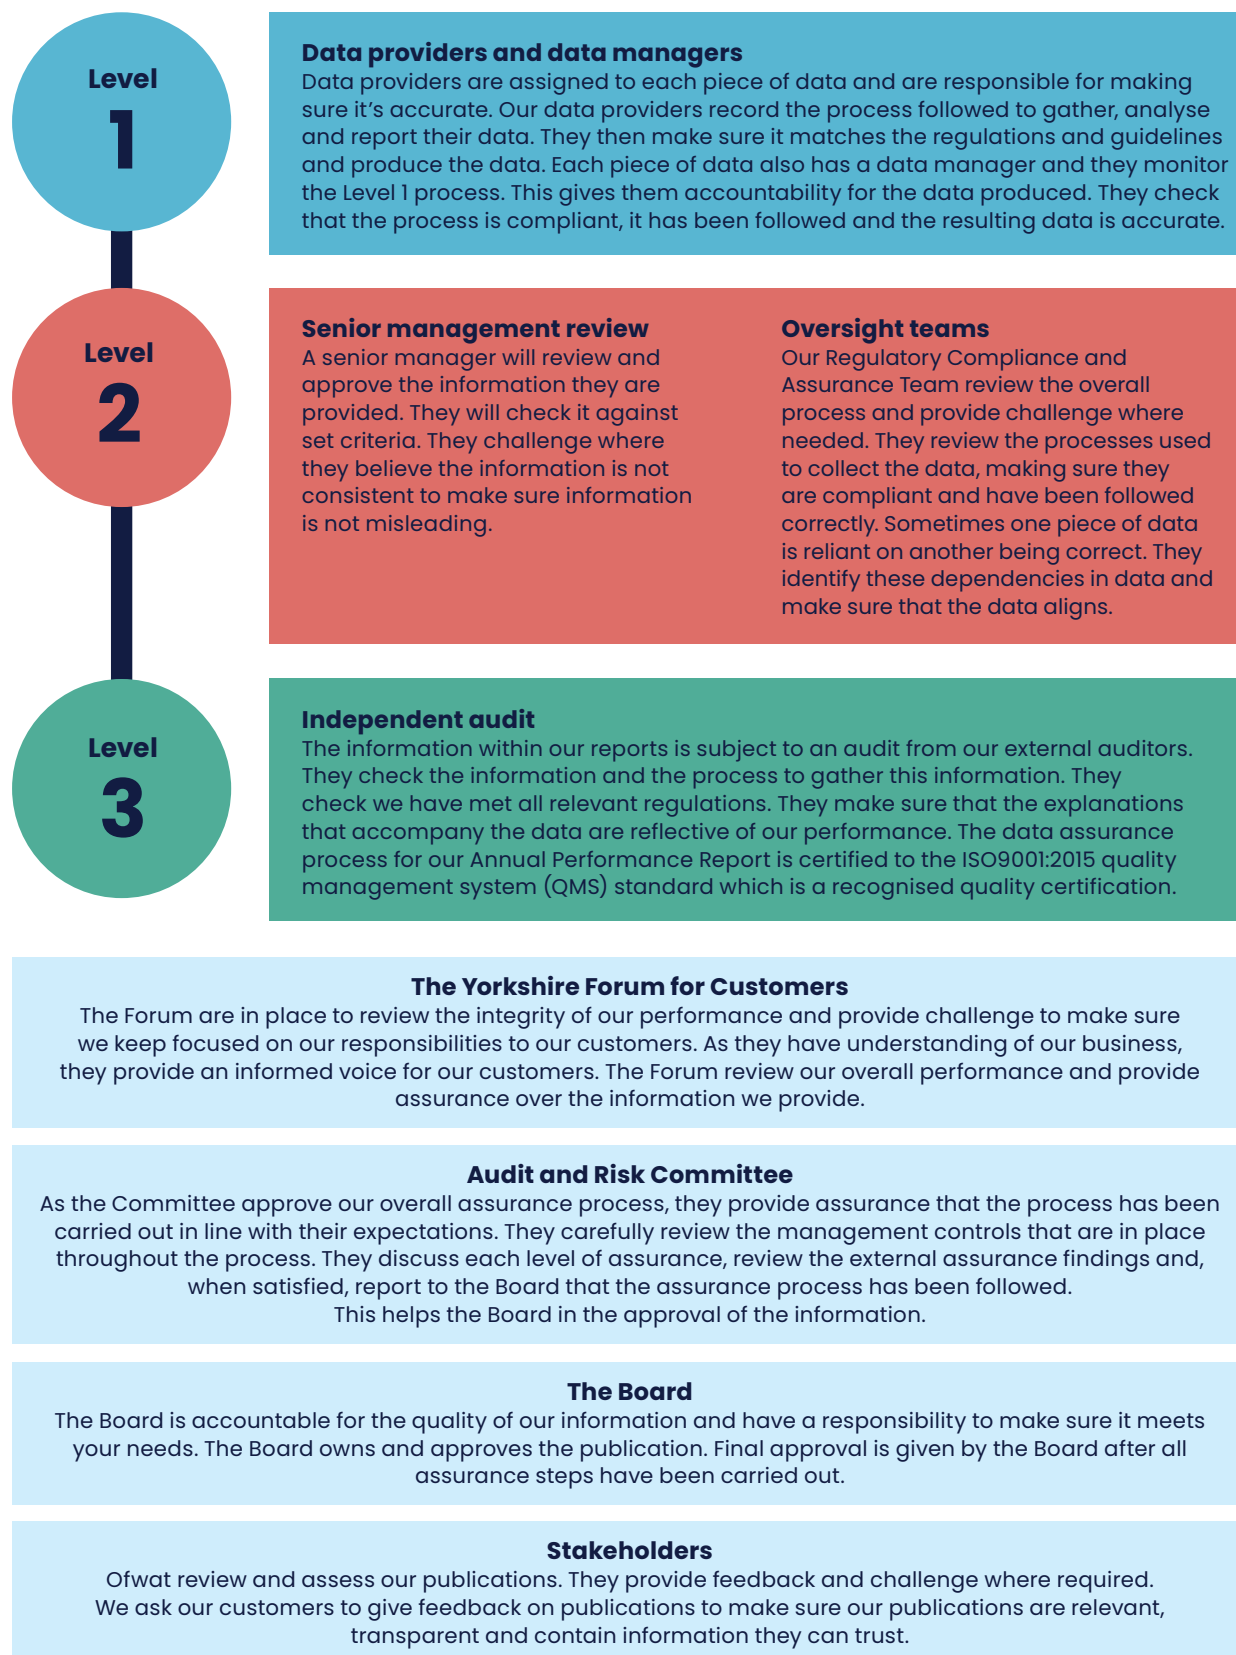 Level
1
Data providers and data managers
Data providers are assigned to each piece of data and are responsible for making
sure it’s accurate. Our data providers record the process followed to gather, analyse
and report their data. They then make sure it matches the regulations and guidelines
and produce the data. Each piece of data also has a data manager and they monitor
the Level 1 process. This gives them accountability for the data produced. They check
that the process is compliant, it has been followed and the resulting data is accurate.
Level
2
Senior management review
A senior manager will review and
approve the information they are
provided. They will check it against
set criteria. They challenge where
they believe the information is not
consistent to make sure information
is not misleading.
Oversight teams
Our Regulatory Compliance and
Assurance Team review the overall
process and provide challenge where
needed. They review the processes used
to collect the data, making sure they
are compliant and have been followed
correctly. Sometimes one piece of data
is reliant on another being correct. They
identify these dependencies in data and
make sure that the data aligns.
Level
3
Independent audit
The information within our reports is subject to an audit from our external auditors.
They check the information and the process to gather this information. They
check we have met all relevant regulations. They make sure that the explanations
that accompany the data are reflective of our performance. The data assurance
process for our Annual Performance Report is certified to the ISO9001:2015 quality
management system (QMS) standard which is a recognised quality certification.
The Yorkshire Forum for Customers
The Forum are in place to review the integrity of our performance and provide challenge to make sure
we keep focused on our responsibilities to our customers. As they have understanding of our business,
they provide an informed voice for our customers. The Forum review our overall performance and provide
assurance over the information we provide.
Audit and Risk Committee
As the Committee approve our overall assurance process, they provide assurance that the process has been
carried out in line with their expectations. They carefully review the management controls that are in place
throughout the process. They discuss each level of assurance, review the external assurance findings and,
when satisfied, report to the Board that the assurance process has been followed.
This helps the Board in the approval of the information.
The Board
The Board is accountable for the quality of our information and have a responsibility to make sure it meets
your needs. The Board owns and approves the publication. Final approval is given by the Board after all
assurance steps have been carried out.
Stakeholders
Ofwat review and assess our publications. They provide feedback and challenge where required.
We ask our customers to give feedback on publications to make sure our publications are relevant,
transparent and contain information they can trust.